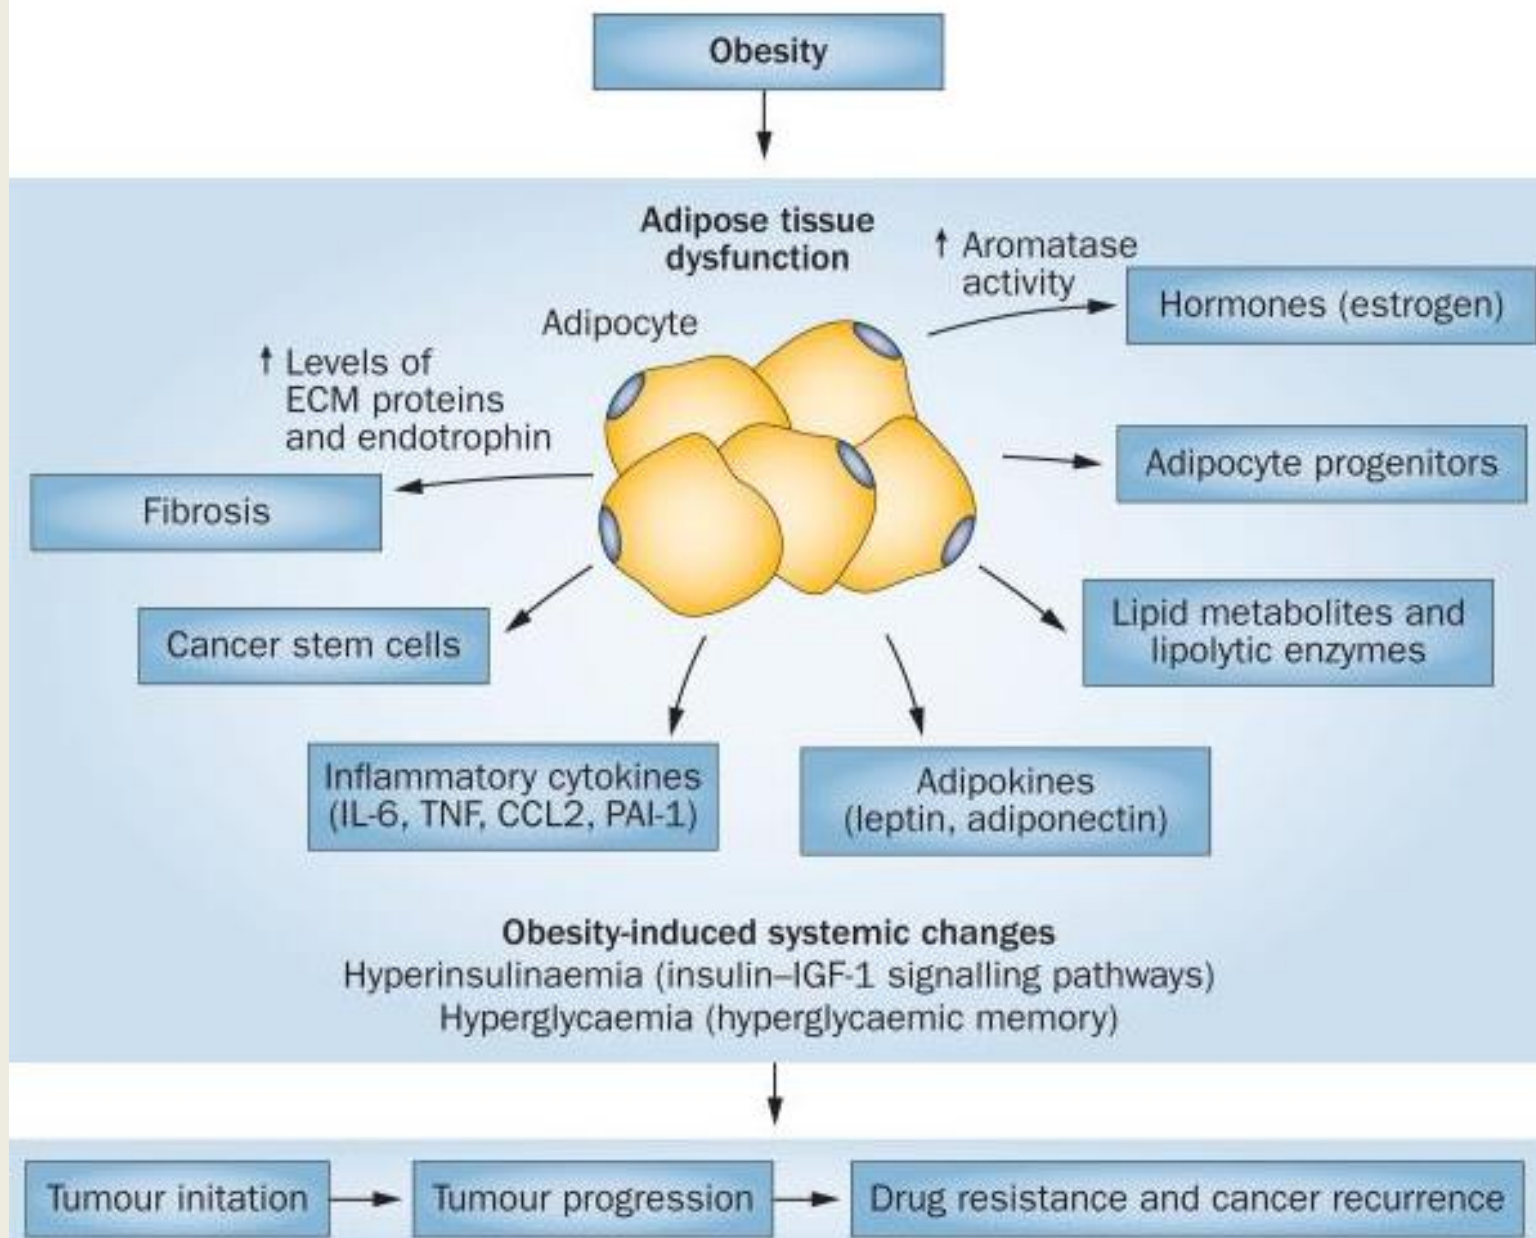 Obesity
Adipose tissue
dysfunction
↑ Aromatase
activity
Hormones (estrogen)
Adipocyte
↑ Levels of
ECM proteins
and endotrophin
Adipocyte progenitors
Fibrosis
Lipid metabolites and
lipolytic enzymes
Cancer stem cells
Inflammatory cytokines
(IL-6, TNF, CCL2, PAI-1)
Adipokines
(leptin, adiponectin)
Obesity-induced systemic changes
Hyperinsulinaemia (insulin–IGF-1 signalling pathways)
Hyperglycaemia (hyperglycaemic memory)
Tumour initation
Tumour progression
Drug resistance and cancer recurrence